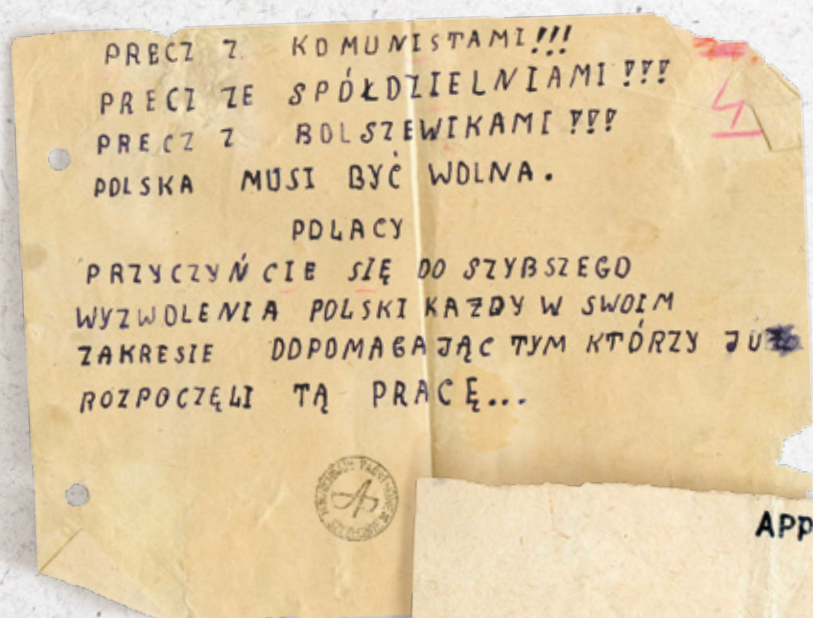 PRECZ Z KOMUNISTAMI!!!
PRECZ ZE SPÓŁDZIELNIAMI!!!
PRECZ Z BOLSZEWIKAMI!!!
POLSKA MUSI BYĆ WOLNA.
POLACY
PRZYCZYŃCIE SIĘ DO SZYBSZEGO
WYZWOLENIA POLSKI KAŻDY W SWOIM
ZAKRESIE DOPOMAGAJĄC TYM KTÓRZY
ROZPOCZĘLI TĄ PRACĘ...
APP